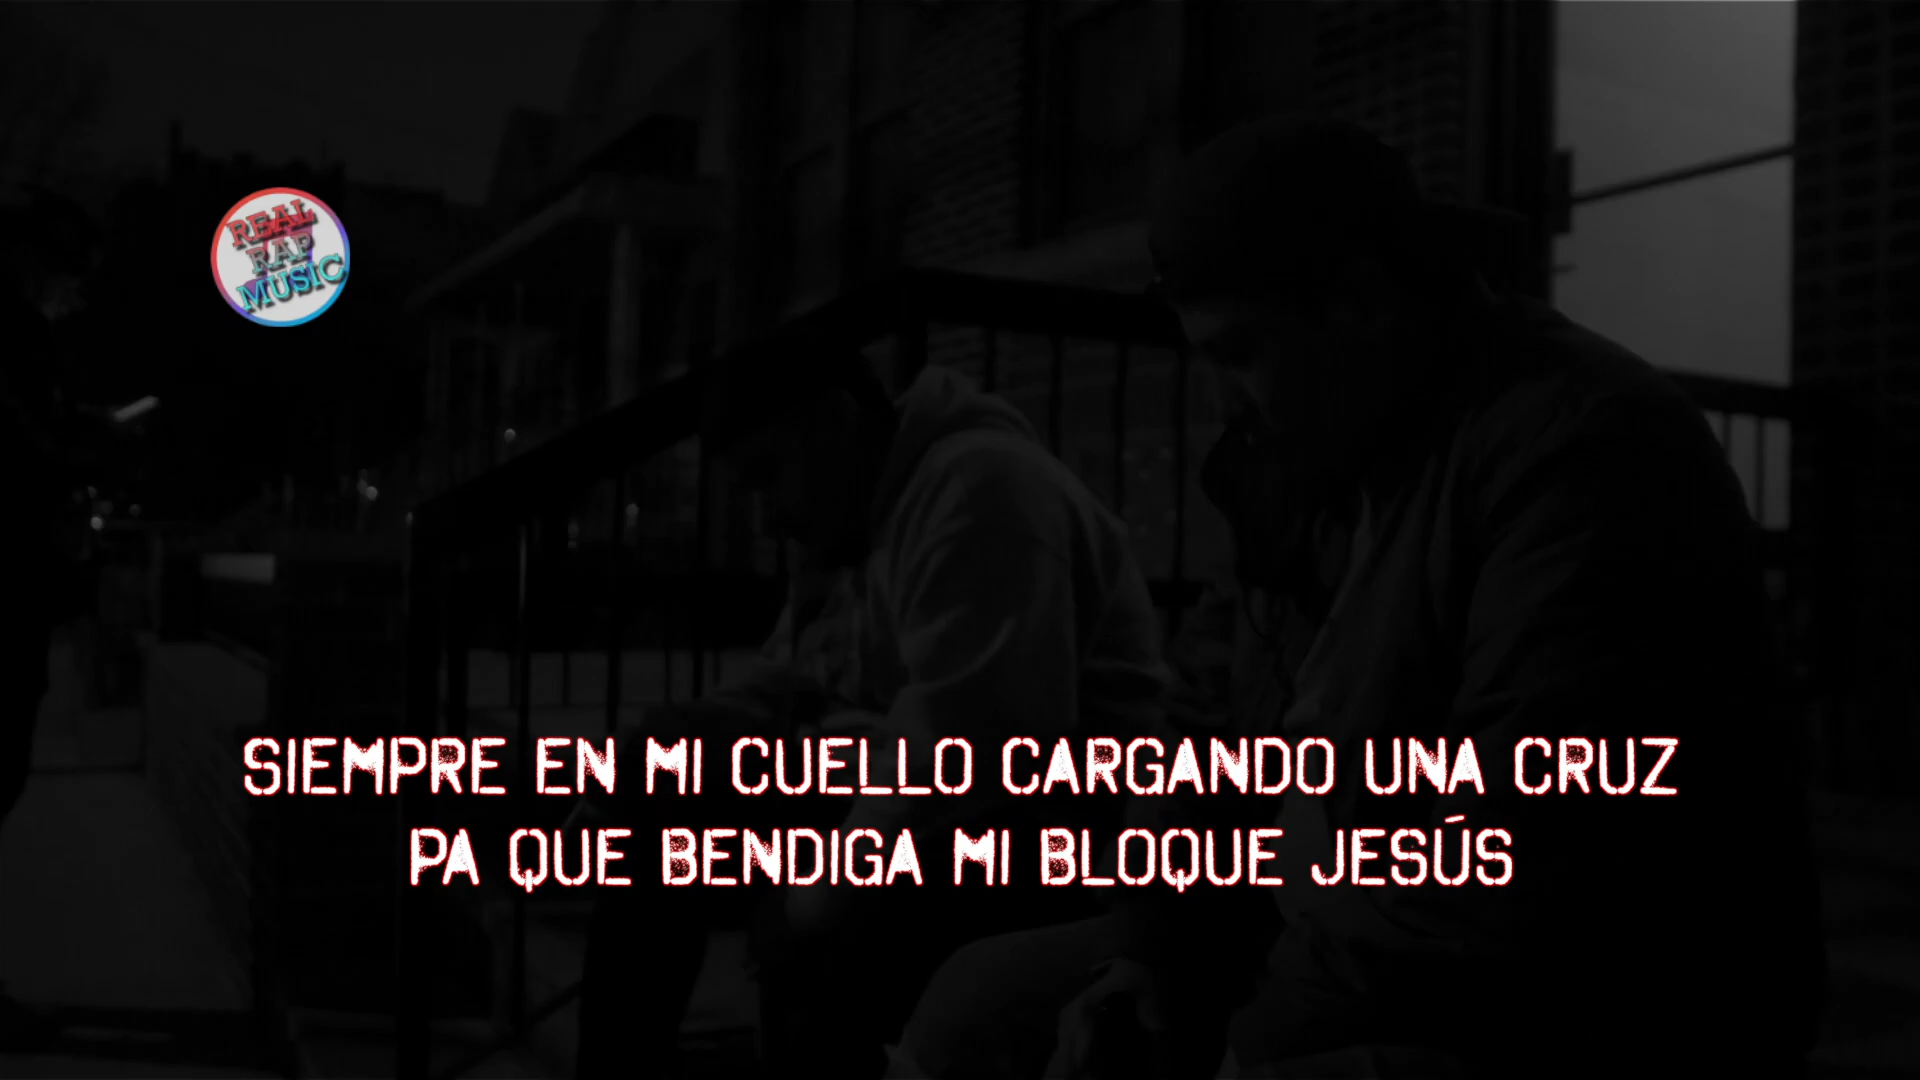 REAL
RAP
MUSIC
SIEMPRE EN MI CUELLO CARGANDO UNA CRUZ
PA QUE BENDIGA MI BLOQUE JESÚS